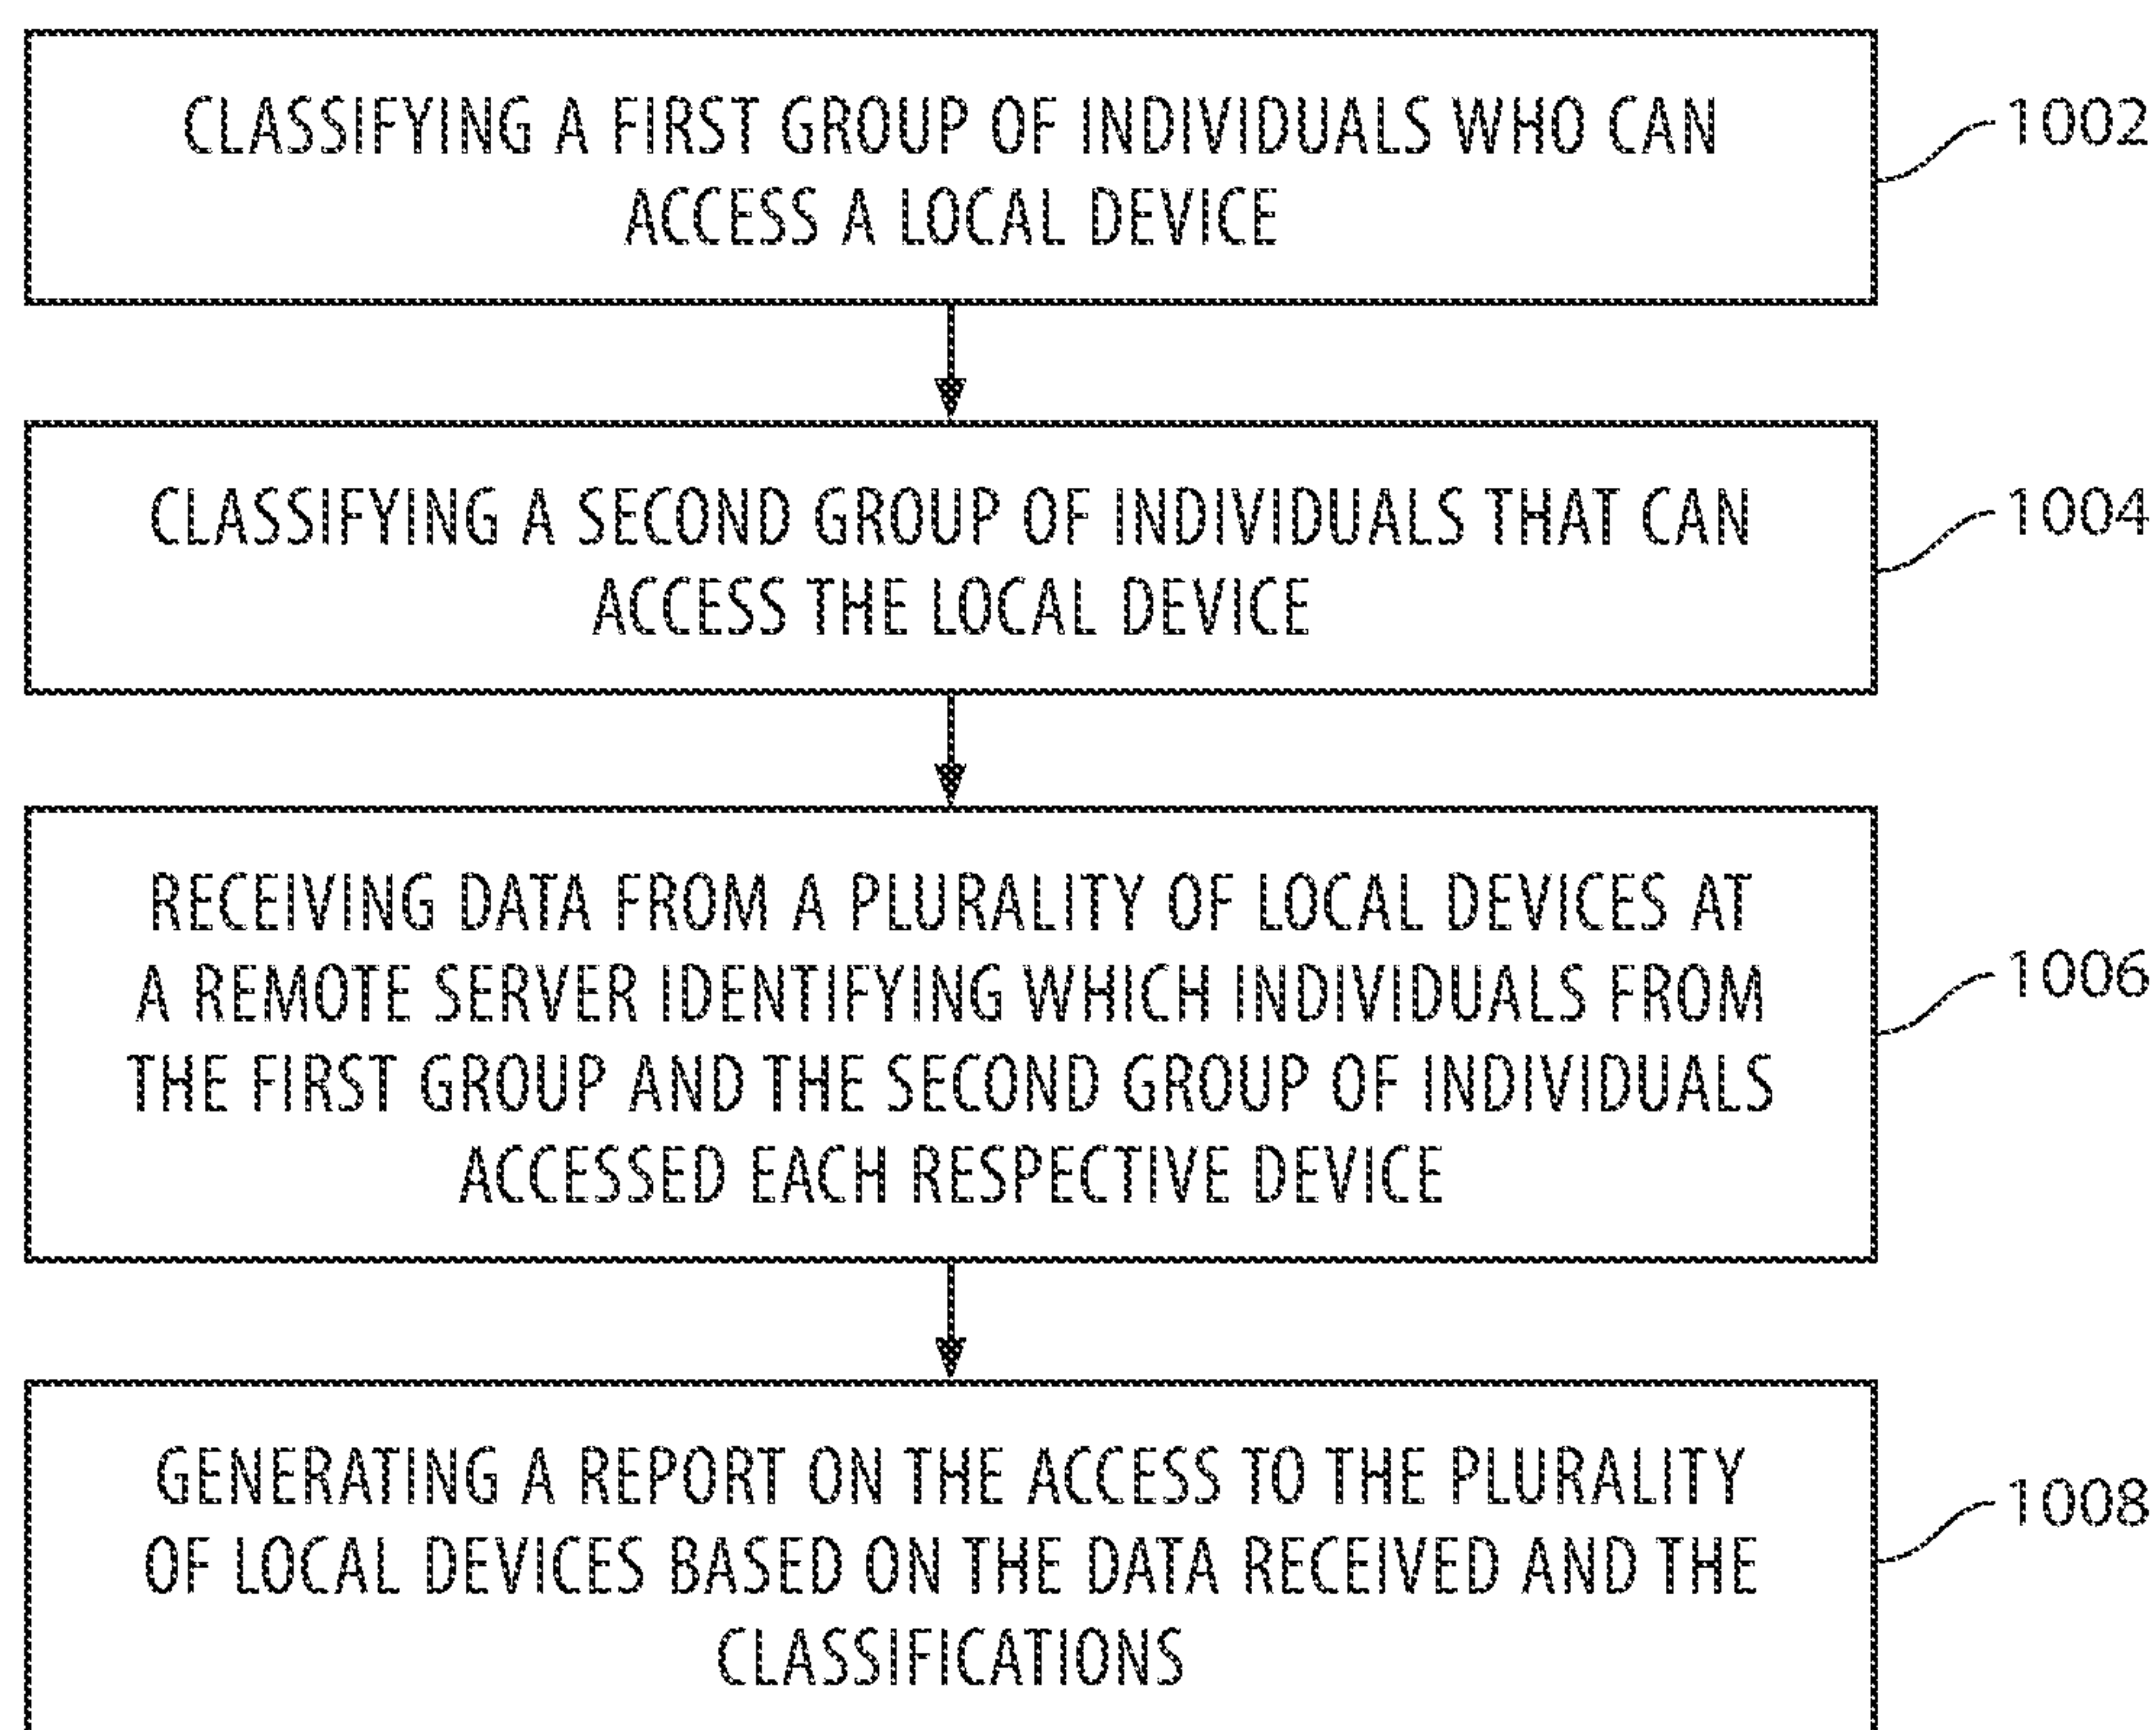 CLASSIFYING A FIRST GROUP OF INDIVIDUALS WHO CAN
ACCESS A LOCAL DEVICE
1002
CLASSIFYING A SECOND GROUP OF INDIVIDUALS THAT CAN
ACCESS THE LOCAL DEVICE
1004
RECEIVING DATA FROM A PLURALITY OF LOCAL DEVICES AT
A REMOTE SERVER IDENTIFYING WHICH INDIVIDUALS FROM
THE FIRST GROUP AND THE SECOND GROUP OF INDIVIDUALS
ACCESSED EACH RESPECTIVE DEVICE
1006
GENERATING A REPORT ON THE ACCESS TO THE PLURALITY
OF LOCAL DEVICES BASED ON THE DATA RECEIVED AND THE
CLASSIFICATIONS
1008